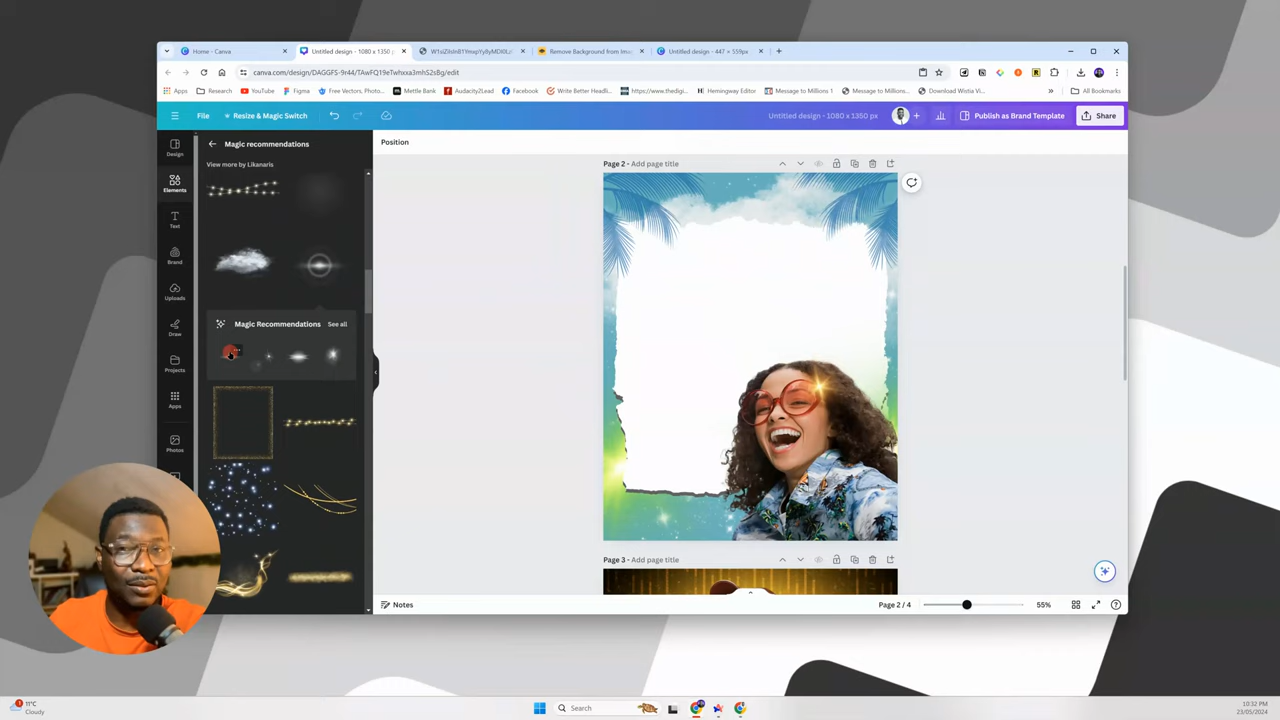 Home - Canva
Untitled design - 1080 x 1350
Remove Background from Ima
Untitled design - 447 × 559px
canva.com/design/DAGGFS-9r44/TAwFQ19eTwhxxa3mhS2sBg/edit
Apps
Research
YouTube
Figma
Free Vectors, Photo...
Mettle Bank
Audacity2Lead
Facebook
Write Better Headli...
https://www.thedigi...
Hemingway Editor
Message to Millions 1
Message to Millions...
Download Wistia Vi...
All Bookmarks
File
Resize & Magic Switch
Untitled design - 1080 x 1350 px
Publish as Brand Template
Share
Design
Elements
Text
Brand
Uploads
Draw
Projects
Apps
Photos
Magic recommendations
View more by Likanaris
Magic Recommendations
See all
Position
Page 2 - Add page title
Page 3 - Add page title
Notes
Page 2 / 4
55%
11°C
Cloudy
Search
10:32 PM
23/05/2024